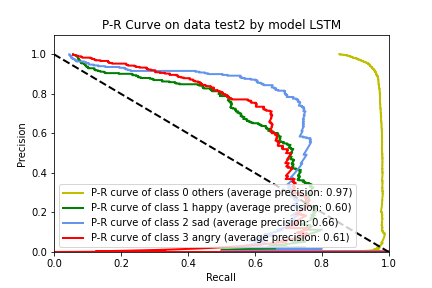 P-R Curve on data test2 by model LSTM
Precision
1.0
0.8
0.6
0.4
0.2
0.0
P-R curve of class 0 others (average precision: 0.97)
P-R curve of class 1 happy (average precision: 0.60)
P-R curve of class 2 sad (average precision: 0.66)
P-R curve of class 3 angry (average precision: 0.61)
0.0 0.2 0.4 0.6 0.8 1.0
Recall